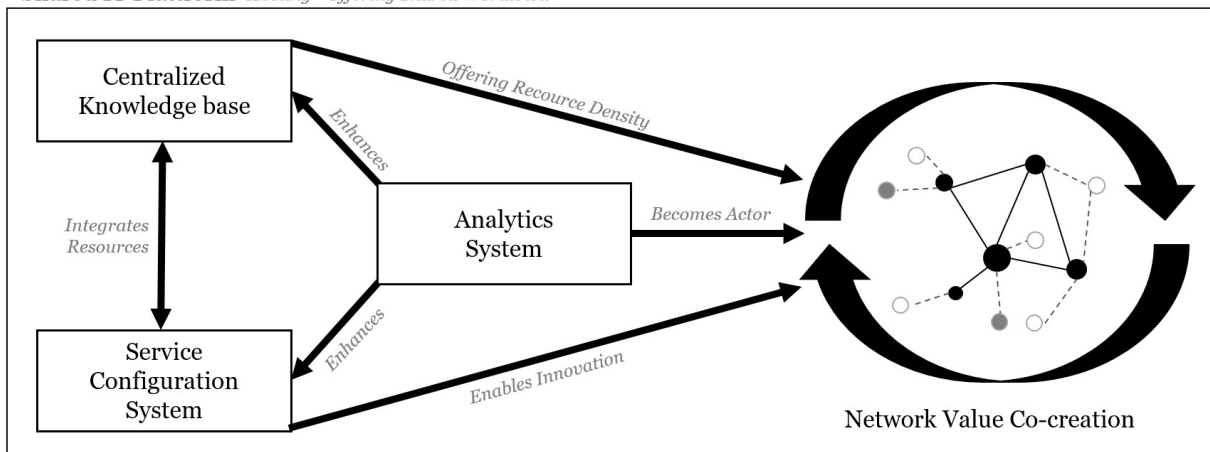 Centralized
Knowledge base
Offering Recource Density
Enhances
Integrates
Resources
Analytics
System
Becomes Actor
Enhances
Service
Configuration
System
Enables Innovation
Network Value Co-creation